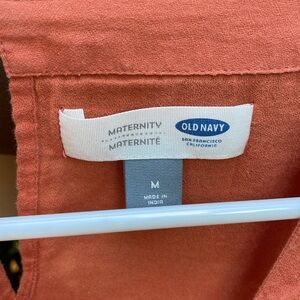 MATERNITY
MATERNITÉ
OLD NAVY
SAN FRANCISCO
CALIFORNIA
M
MADE IN
INDIA